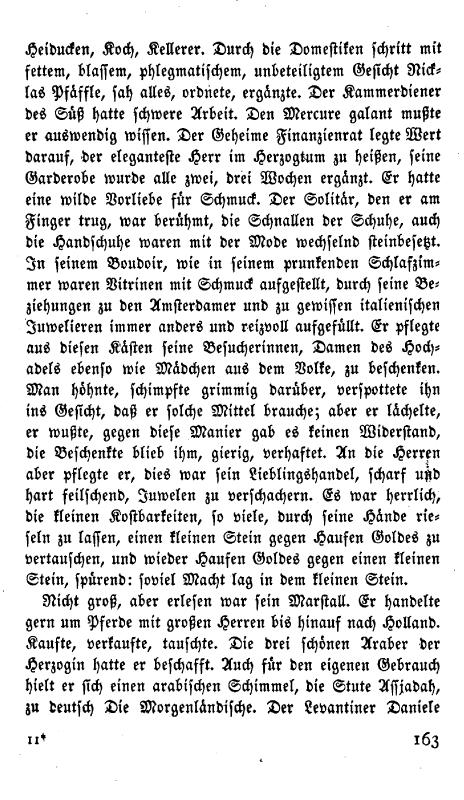 Heiducken, Koch, Kellerer. Durch die Domestiken schritt mit
fettem, blassem, phlegmatischem, unbeteiligtem Gesicht Nick-
las Pfäffle, sah alles, ordnete, ergänzte. Der Kammerdiener
des Süß hatte schwere Arbeit. Den Mercure galant mußte
er auswendig wissen. Der Geheime Finanzienrat legte Wert
darauf, der eleganteste Herr im Herzogtum zu heißen, seine
Garderobe wurde alle zwei, drei Wochen ergänzt. Er hatte
eine wilde Vorliebe für Schmuck. Der Solitär, den er am
Finger trug, war berühmt, die Schnallen der Schuhe, auch
die Handschuhe waren mit der Mode wechselnd steinbesetzt.
In seinem Boudoir, wie in seinem prunkenden Schlafzim-
mer waren Vitrinen mit Schmuck aufgestellt, durch seine Be-
ziehungen zu den Amsterdamer und zu gewissen italienischen
Juwelieren immer anders und reizvoll aufgefüllt. Er pflegte
aus diesen Kästen seine Besucherinnen, Damen des Hoch-
adels ebenso wie Mädchen aus dem Volke, zu beschenken.
Man höhnte, schimpfte grimmig darüber, verspottete ihn
ins Gesicht, daß er solche Mittel brauche; aber er lächelte,
er wußte, gegen diese Manier gab es keinen Widerstand,
die Beschenkte blieb ihm, gierig, verhaftet. An die Herren
aber pflegte er, dies war sein Lieblingshandel, scharf und
hart feilschend, Juwelen zu verschachern. Es war herrlich,
die kleinen Kostbarkeiten, so viele, durch seine Hände rie-
seln zu lassen, einen kleinen Stein gegen Haufen Goldes zu
vertauschen, und wieder Haufen Goldes gegen einen kleinen
Stein, spürend: soviel Macht lag in dem kleinen Stein.
Nicht groß, aber erlesen war sein Marstall. Er handelte
gern um Pferde mit großen Herren bis hinauf nach Holland.
Kaufte, verkaufte, tauschte. Die drei schönen Araber der
Herzogin hatte er beschafft. Auch für den eigenen Gebrauch
hielt er sich einen arabischen Schimmel, die Stute Assjadah,
zu deutsch Die Morgenländische. Der Levantiner Daniele
11* 163